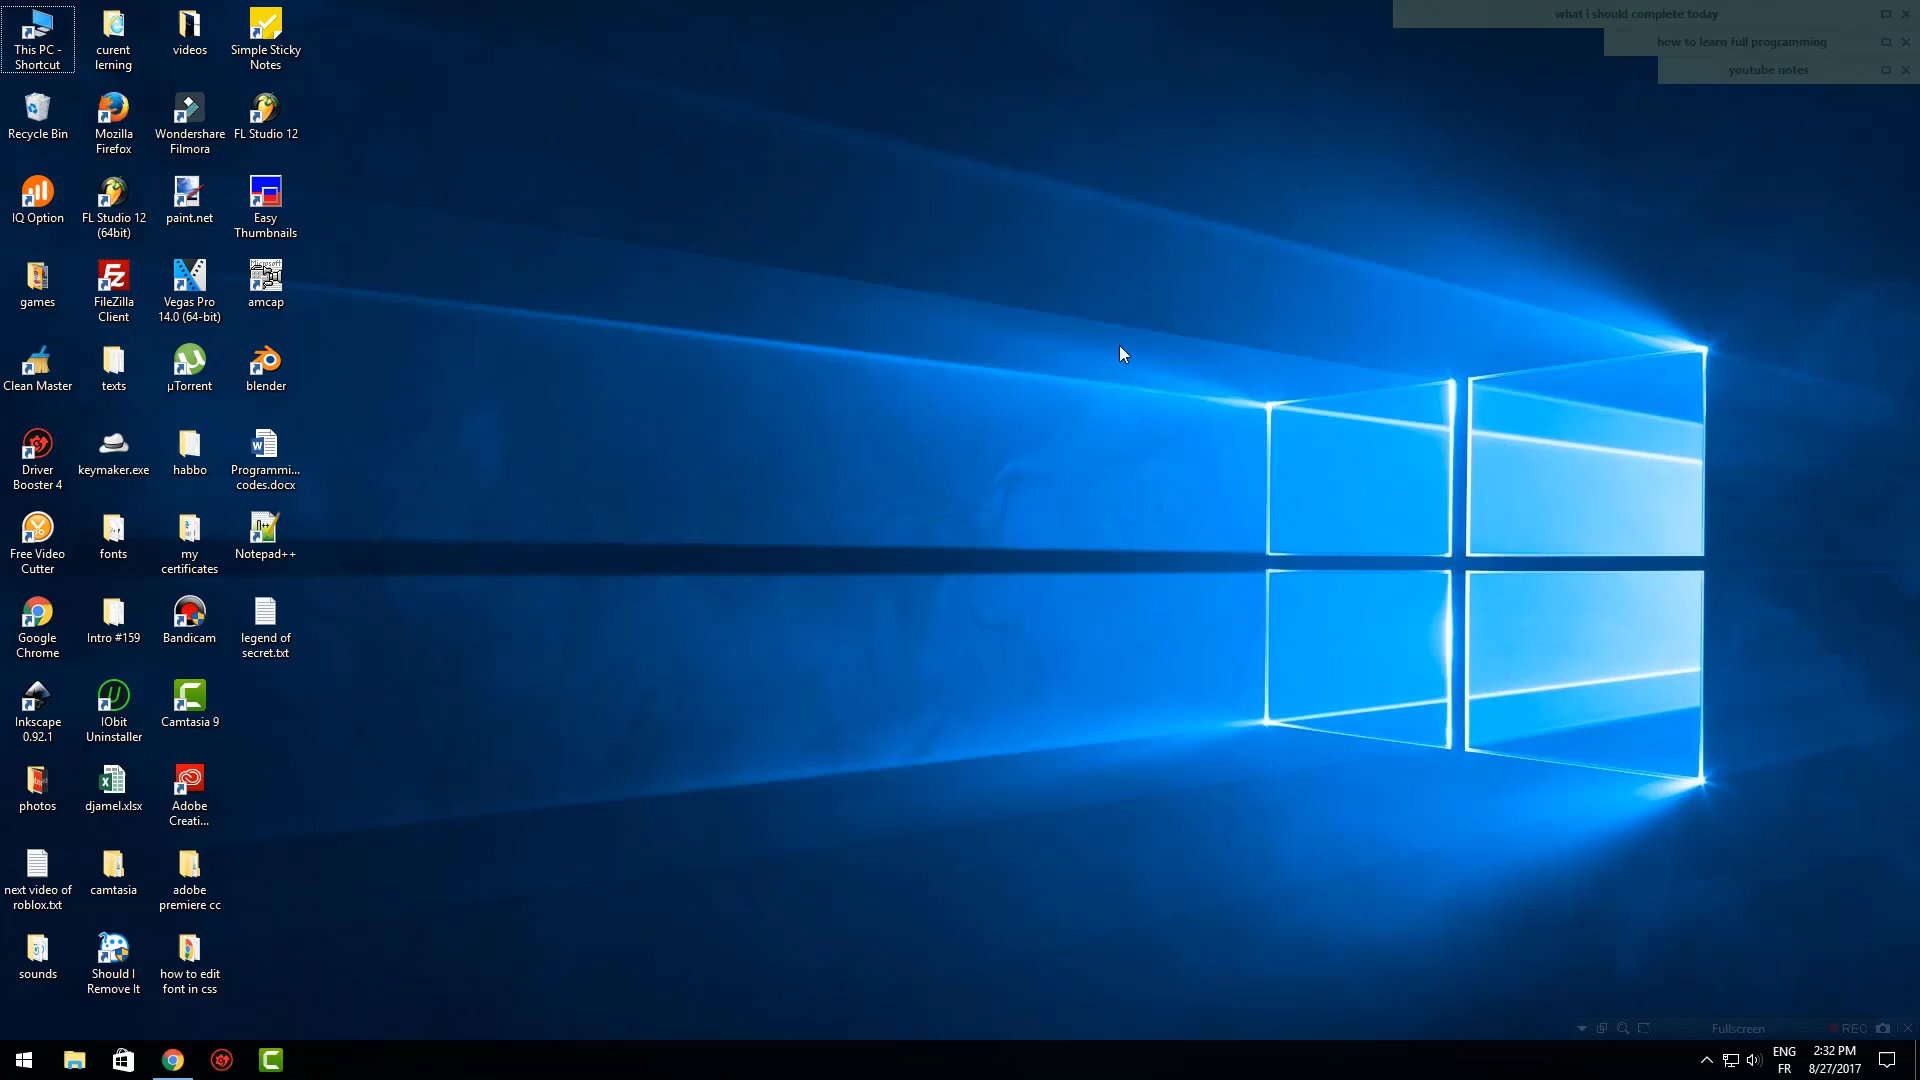 This PC -
Shortcut
curent
lerning
videos
Simple Sticky
Notes
Recycle Bin
Mozilla
Firefox
Wondershare
Filmora
FL Studio 12
IQ Option
FL Studio 12
(64bit)
paint.net
Easy
Thumbnails
games
FileZilla
Client
Vegas Pro
14.0 (64-bit)
Microsoft
amcap
Clean Master
texts
µTorrent
blender
Driver
Booster 4
keymaker.exe
habbo
Programmi...
codes.docx
Free Video
Cutter
fonts
my
certificates
Notepad++
Google
Chrome
Intro #159
Bandicam
legend of
secret.txt
Inkscape
0.92.1
IObit
Uninstaller
Camtasia 9
photos
djamel.xlsx
Adobe
Creati...
next video of
roblox.txt
camtasia
adobe
premiere cc
sounds
Should I
Remove It
how to edit
font in css
what i should complete today
how to learn full programming
youtube notes
Fullscreen
REC
ENG
FR
2:32 PM
8/27/2017